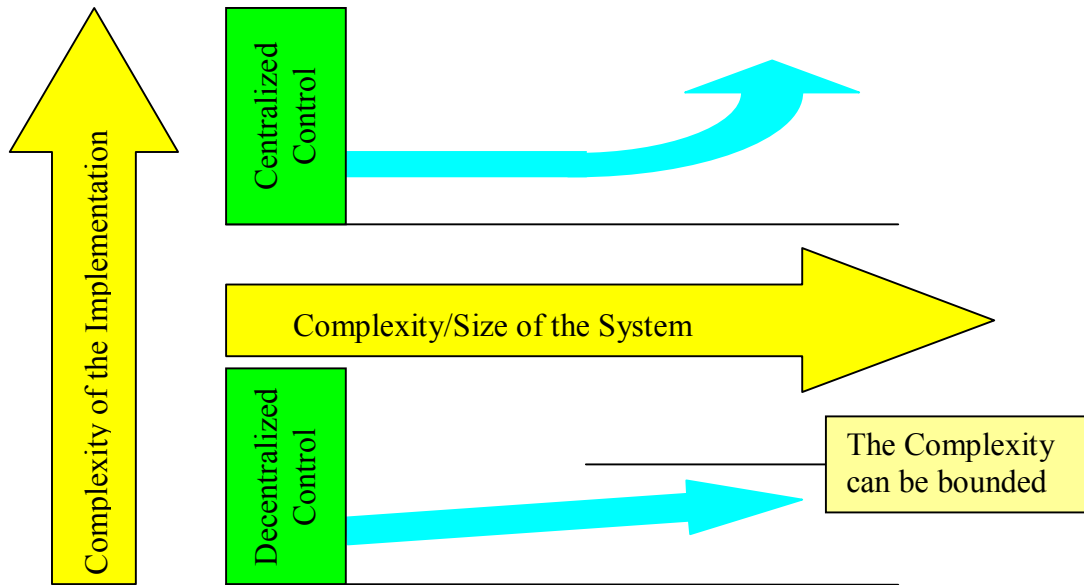 Complexity of the Implementation
Centralized
Control
Complexity/Size of the System
Decentralized
Control
The Complexity
can be bounded